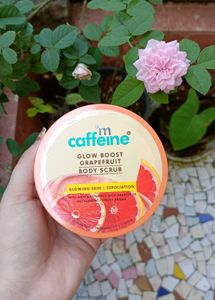 m
caffeine®
GLOW BOOST
GRAPEFRUIT
BODY SCRUB
GLOWING SKIN | EXFOLIATION